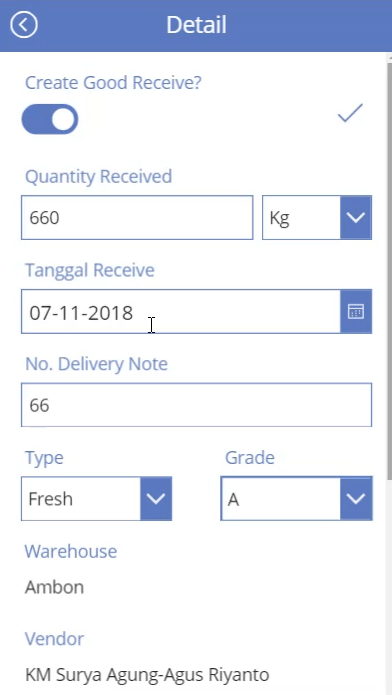 Detail
Create Good Receive?
Quantity Received
660 Kg
Tanggal Receive
07-11-2018
No. Delivery Note
66
Type Grade
Fresh A
Warehouse
Ambon
Vendor
KM Surya Agung-Agus Riyanto